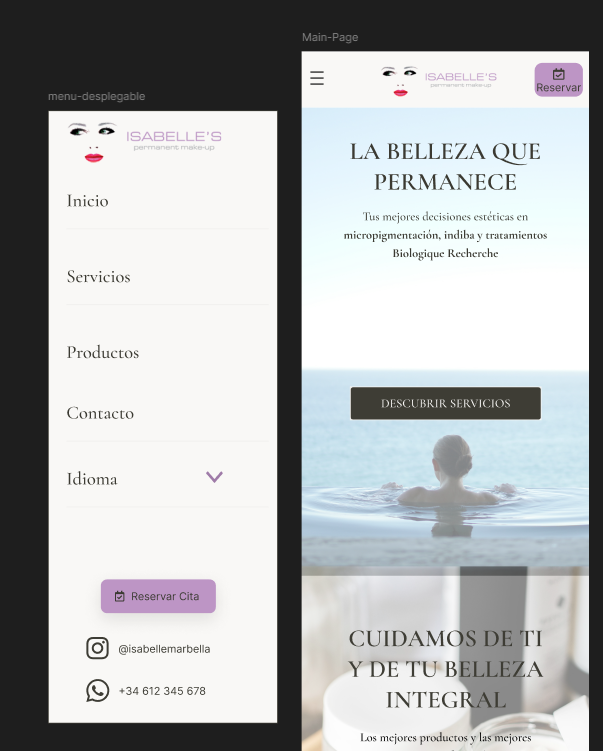 menu-desplegable
ISABELLE'S
permanent make-up
Inicio
Servicios
Productos
Contacto
Idioma
Reservar Cita
@isabellemarbella
+34 612 345 678
Main-Page
ISABELLE'S
permanent make-up
Reservar
LA BELLEZA QUE
PERMANECE
Tus mejores decisiones estéticas en
micropigmentación, indiba y tratamientos
Biologique Recherche
DESCUBRIR SERVICIOS
CUIDAMOS DE TI
Y DE TU BELLEZA
INTEGRAL
Los mejores productos y las mejores